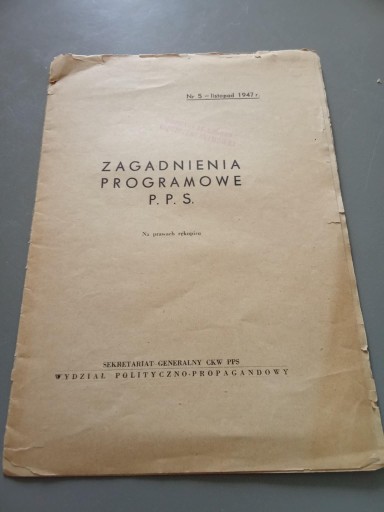 Nr 5 – listopad 1947 r.
ZAGADNIENIA
PROGRAMOWE
P. P. S.
Na prawach rękopisu
SEKRETARIAT GENERALNY CKW PPS
WYDZIAŁ POLITYCZNO-PROPAGANDOWY